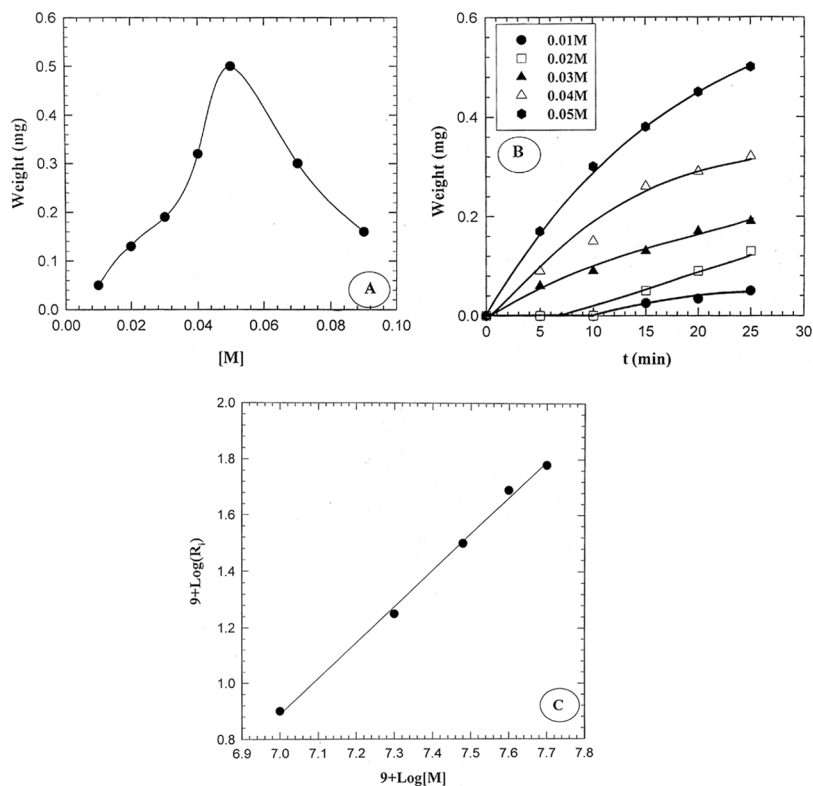 0.6
0.5
0.4
0.3
0.2
0.1
0.0
Weight (mg)
0.00 0.02 0.04 0.06 0.08 0.10
[M]
A
0.6
0.4
0.2
0.0
Weight (mg)
0.01M
0.02M
0.03M
0.04M
0.05M
B
0 5 10 15 20 25 30
t (min)
2.0
1.8
1.6
1.4
1.2
1.0
0.8
9+Log(Ri)
C
6.9 7.0 7.1 7.2 7.3 7.4 7.5 7.6 7.7 7.8
9+Log[M]